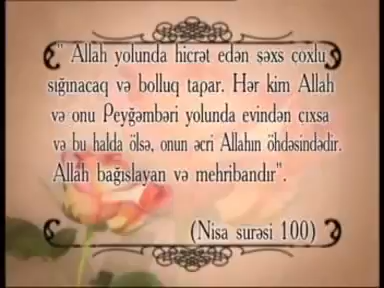 " Allah yolunda hicrət edən şəxs çoxlu
sığınacaq və bolluq tapar. Hər kim Allah
və onu Peyğəmbəri yolunda evindən çıxsa
və bu halda ölsə, onun əcri Allahın öhdəsindədir.
Allah bağışlayan və mehribandır".
(Nisa surəsi 100)